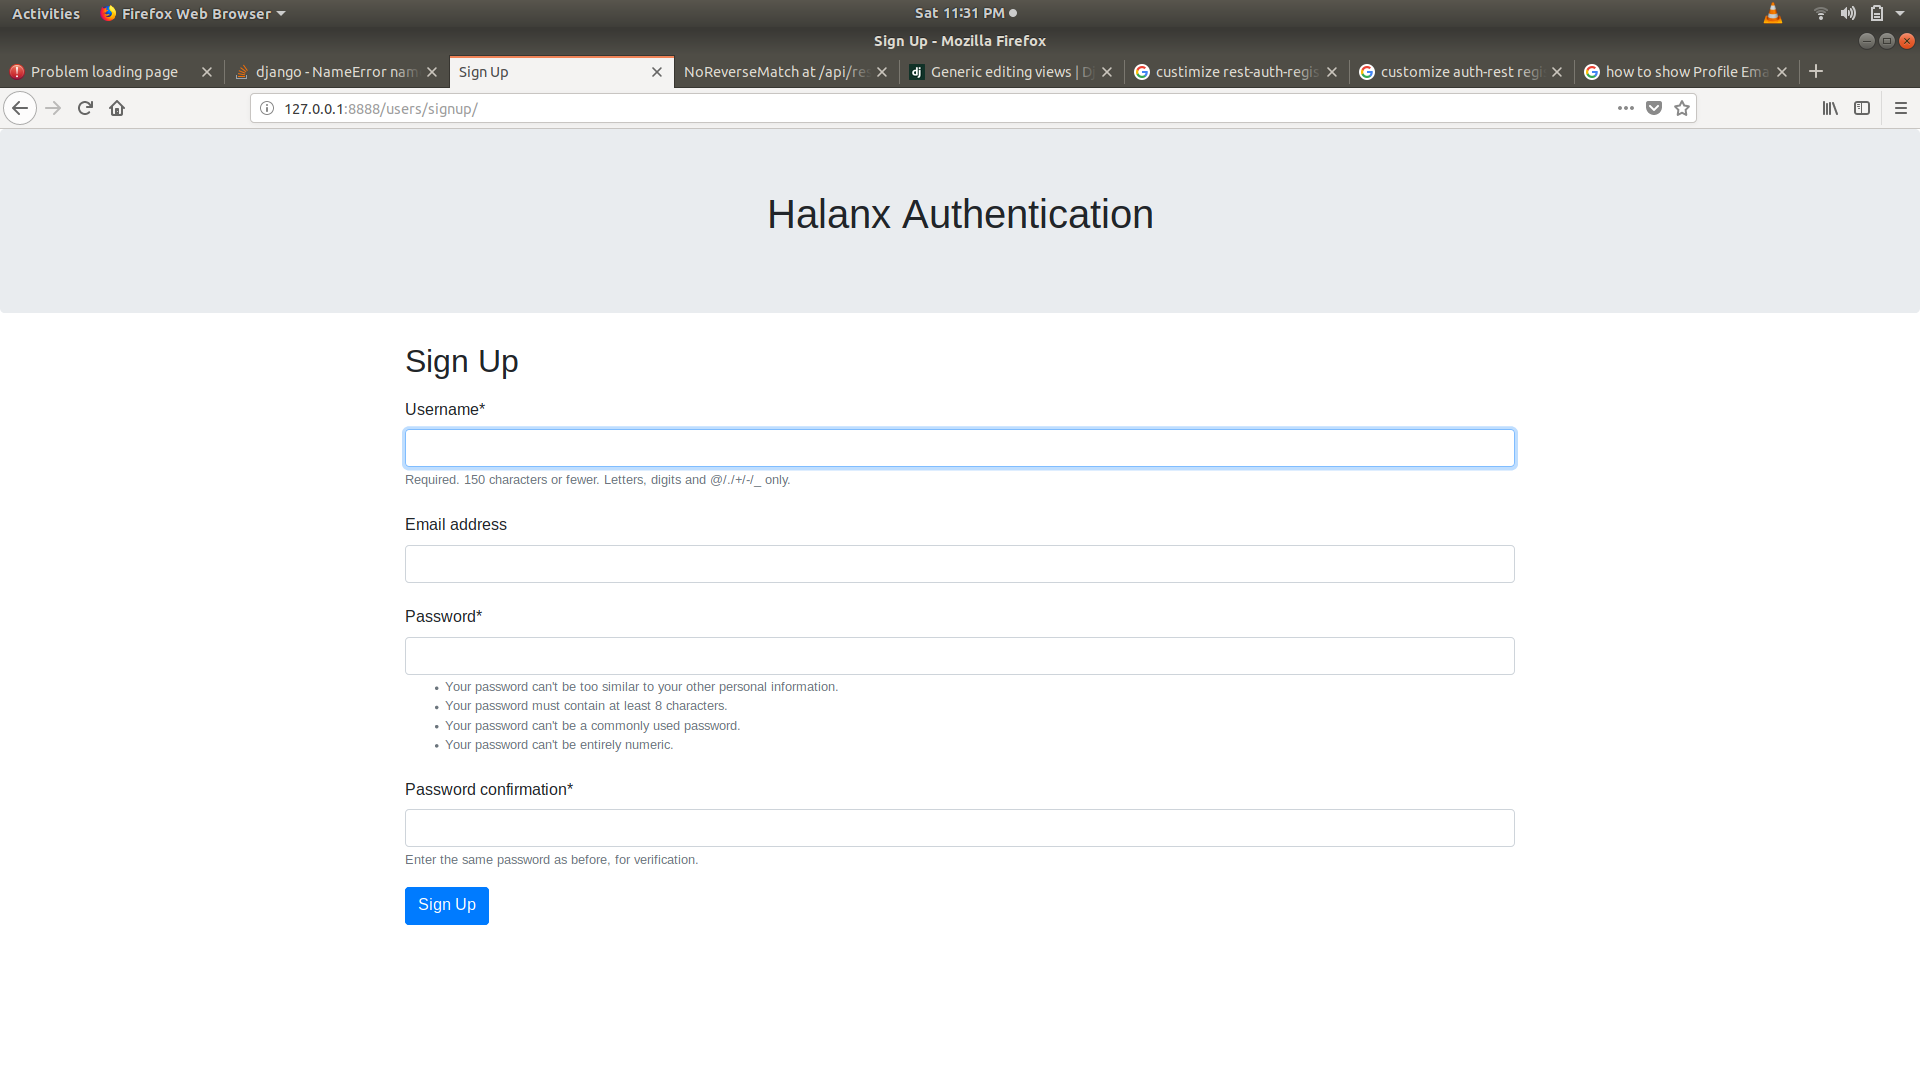 Activities Firefox Web Browser Sat 11:31 PM
Sign Up - Mozilla Firefox
Problem loading page django - NameError nam Sign Up NoReverseMatch at /api/re Generic editing views | D custimize rest-auth-regis customize auth-rest regi how to show Profile Ema
127.0.0.1:8888/users/signup/
Halanx Authentication
Sign Up
Username*
Required. 150 characters or fewer. Letters, digits and @/./+/-/_ only.
Email address
Password*
• Your password can't be too similar to your other personal information.
• Your password must contain at least 8 characters.
• Your password can't be a commonly used password.
• Your password can't be entirely numeric.
Password confirmation*
Enter the same password as before, for verification.
Sign Up